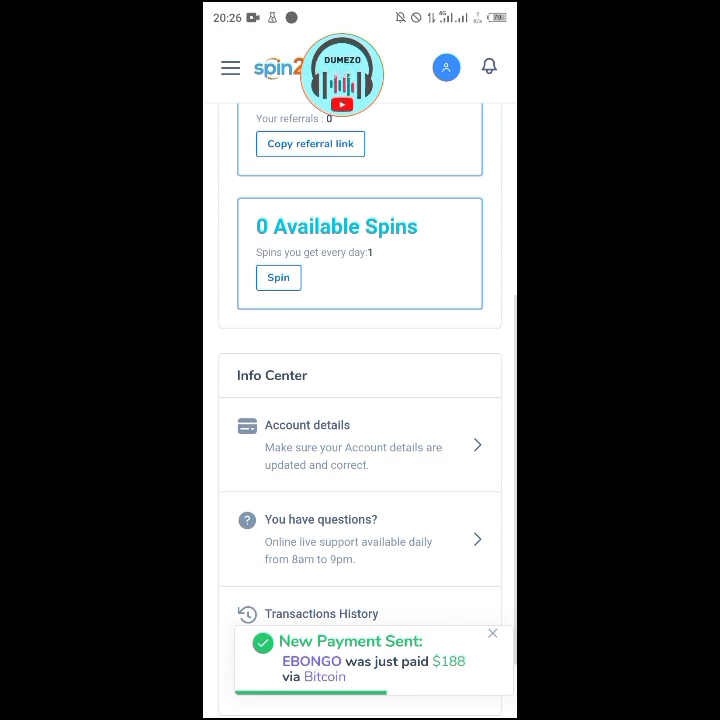 20:26
4G
79
spin2
DUMEZO
Your referrals : 0
Copy referral link
0 Available Spins
Spins you get every day:1
Spin
Info Center
Account details
Make sure your Account details are
updated and correct.
You have questions?
Online live support available daily
from 8am to 9pm.
Transactions History
New Payment Sent:
EBONGO was just paid $188
via Bitcoin